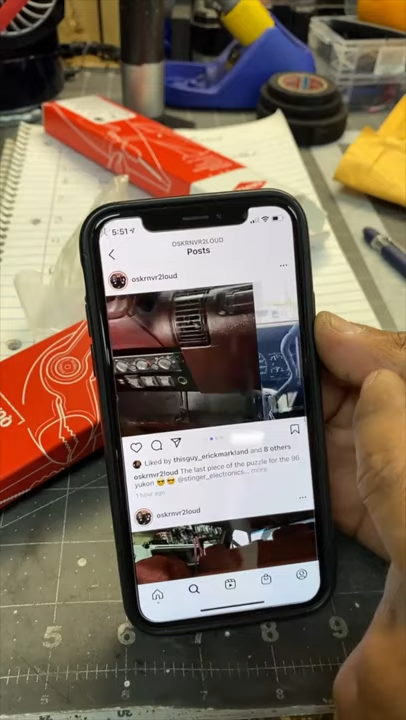 5:51
OSKRNVR2LOUD
Posts
oskrnvr2loud
Liked by thisguy_erickmarkland and 8 others
oskrnvr2loud The last piece of the puzzle for the 96
yukon 😎😎 @stinger_electronics... more
1 hour ago
oskrnvr2loud
5 6 8 9